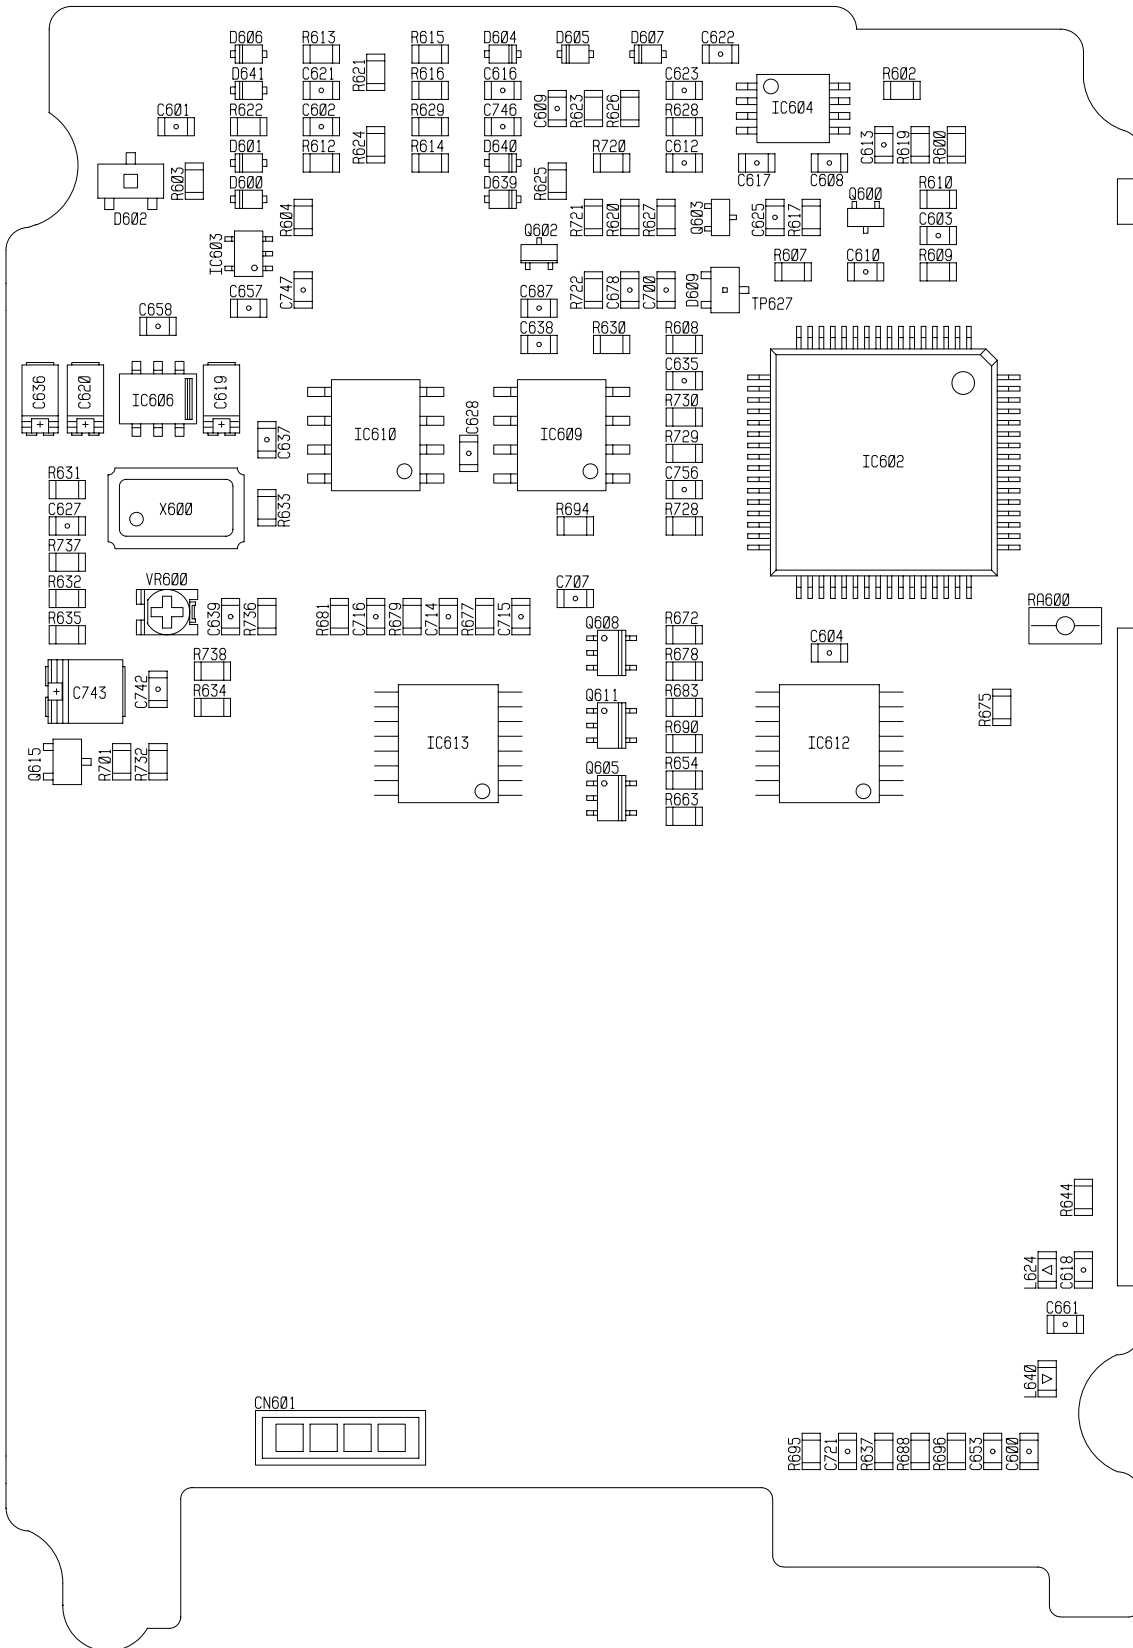 D606 R613 R615 D604 D605 D607 C622
D641 C621 R621 R616 C616 C623 R602
C601 R622 C602 R629 C746 C609 R623 R626 R628 IC604
D601 R612 R624 R614 D640 R720 C612 C613 R619 R600
R603 D600 D639 R625 C617 C608 R610
D602 R604 R721 R620 R627 Q603 C625 R617 Q600
IC603 Q602 C603
C657 C747 C687 R722 C678 C700 D609 R607 C610 R609
C658 TP627
C638 R630 R608
C635
C636 C620 IC606 C619 R730
C637 IC610 C628 IC609 R729 IC602
R631 C756
C627 X600 R633 R694 R728
R737
R632 VR600 C707
R635 C639 R736 R681 C716 R679 C714 R677 C715 Q608 R672 RA600
R738 R678 C604
C743 C742 R634 Q611 R683 R675
IC613 R690 IC612
Q615 R701 R732 Q605 R654
R663
R644
L624 C618
C661
L640
CN601
R695 C721 R637 R688 R696 C653 C600